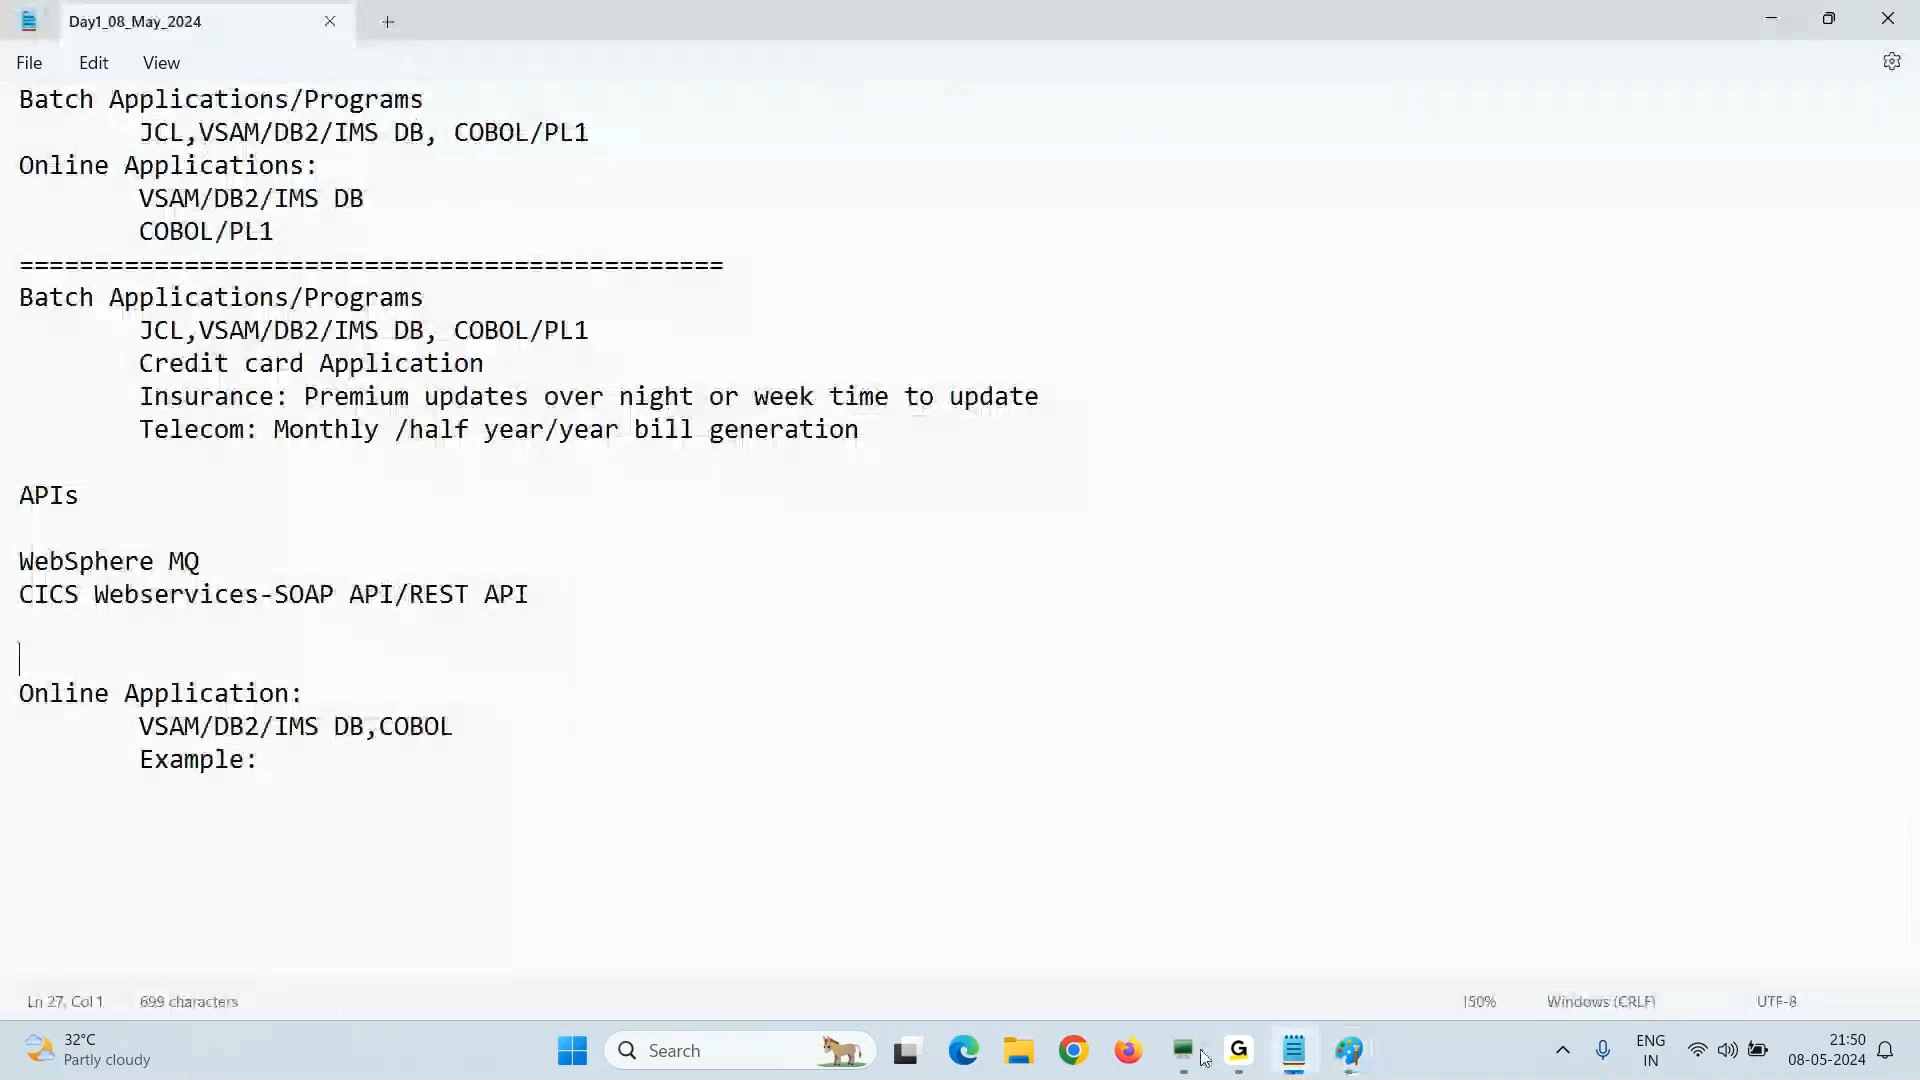 Day1_08_May_2024
File Edit View
Batch Applications/Programs
JCL,VSAM/DB2/IMS DB, COBOL/PL1
Online Applications:
VSAM/DB2/IMS DB
COBOL/PL1
===============================================
Batch Applications/Programs
JCL,VSAM/DB2/IMS DB, COBOL/PL1
Credit card Application
Insurance: Premium updates over night or week time to update
Telecom: Monthly /half year/year bill generation
APIs
WebSphere MQ
CICS Webservices-SOAP API/REST API
Online Application:
VSAM/DB2/IMS DB,COBOL
Example:
Ln 27, Col 1 699 characters 150% Windows (CRLF) UTF-8
32°C
Partly cloudy
Search
G
ENG
IN
21:50
08-05-2024